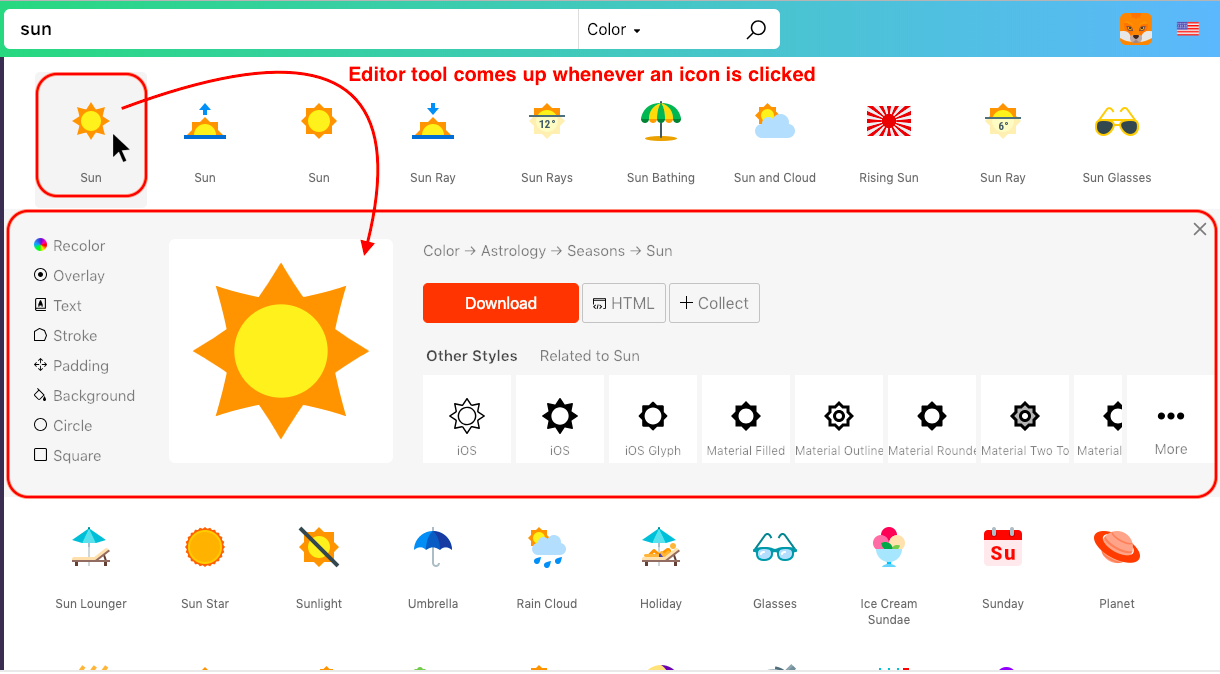 sun
Color
Editor tool comes up whenever an icon is clicked
12°
6°
Sun
Sun
Sun
Sun Ray
Sun Rays
Sun Bathing
Sun and Cloud
Rising Sun
Sun Ray
Sun Glasses
Recolor
Overlay
Text
Stroke
Padding
Background
Circle
Square
Color → Astrology → Seasons → Sun
Download
HTML
+ Collect
Other Styles
Related to Sun
iOS
iOS
iOS Glyph
Material Filled
Material Outline
Material Rounde
Material Two To
Material
More
Su
Sun Lounger
Sun Star
Sunlight
Umbrella
Rain Cloud
Holiday
Glasses
Ice Cream
Sundae
Sunday
Planet